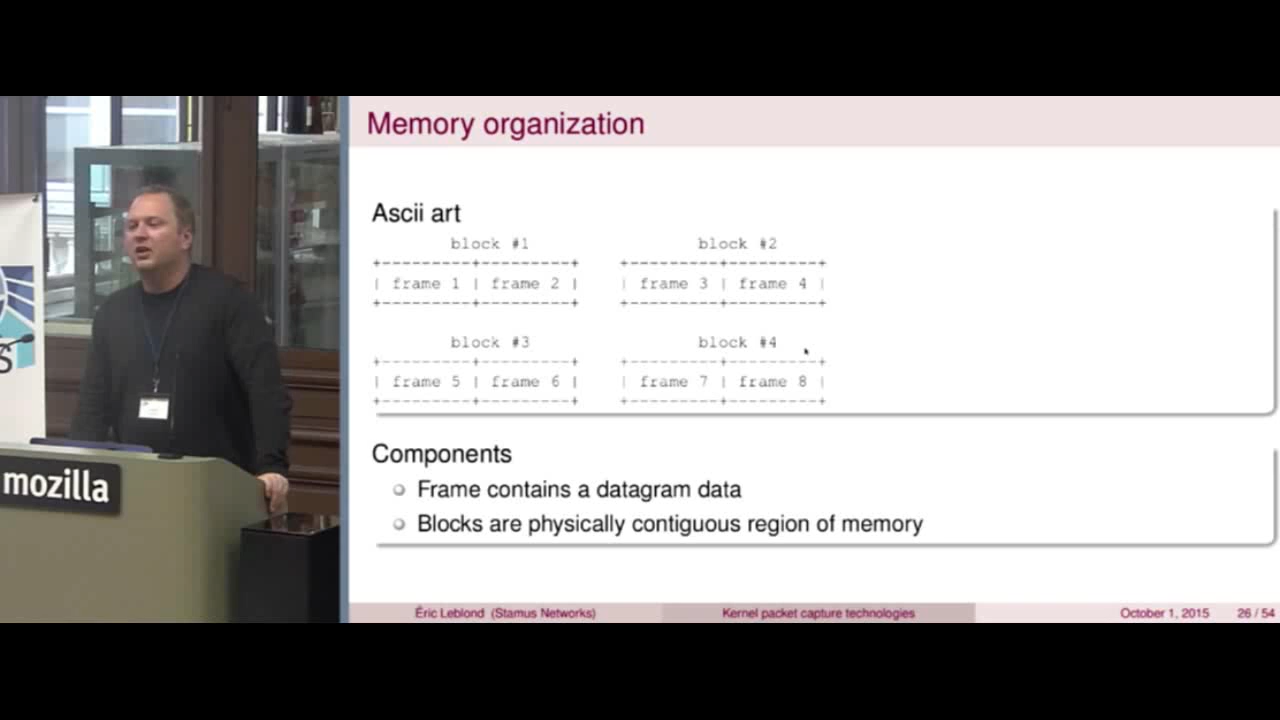 Memory organization
Ascii art
block #1 block #2
+---------+---------+ +---------+---------+
| frame 1 | frame 2 | | frame 3 | frame 4 |
+---------+---------+ +---------+---------+
block #3 block #4
+---------+---------+ +---------+---------+
| frame 5 | frame 6 | | frame 7 | frame 8 |
+---------+---------+ +---------+---------+
Components
Frame contains a datagram data
Blocks are physically contiguous region of memory
Éric Leblond (Stamus Networks) Kernel packet capture technologies October 1, 2015 26 / 54
mozilla
S